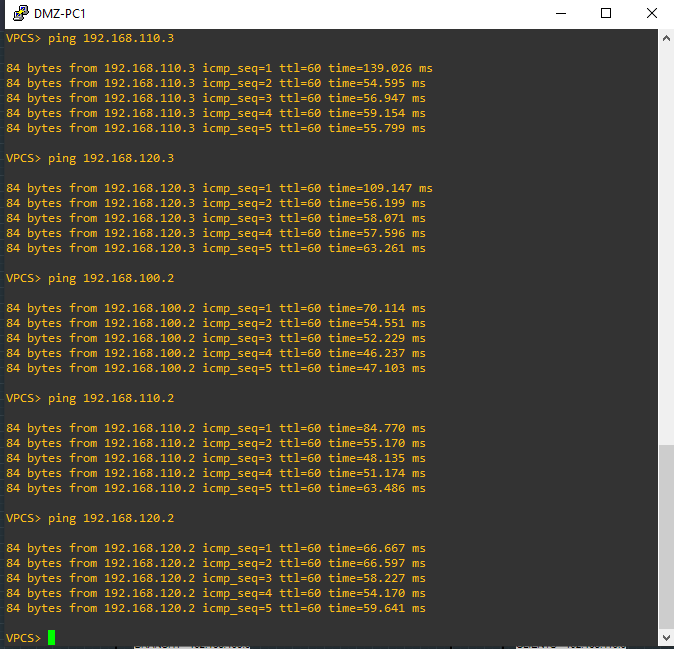 DMZ-PC1
VPCS> ping 192.168.110.3
84 bytes from 192.168.110.3 icmp_seq=1 ttl=60 time=139.026 ms
84 bytes from 192.168.110.3 icmp_seq=2 ttl=60 time=54.595 ms
84 bytes from 192.168.110.3 icmp_seq=3 ttl=60 time=56.947 ms
84 bytes from 192.168.110.3 icmp_seq=4 ttl=60 time=59.154 ms
84 bytes from 192.168.110.3 icmp_seq=5 ttl=60 time=55.799 ms
VPCS> ping 192.168.120.3
84 bytes from 192.168.120.3 icmp_seq=1 ttl=60 time=109.147 ms
84 bytes from 192.168.120.3 icmp_seq=2 ttl=60 time=56.199 ms
84 bytes from 192.168.120.3 icmp_seq=3 ttl=60 time=58.071 ms
84 bytes from 192.168.120.3 icmp_seq=4 ttl=60 time=57.596 ms
84 bytes from 192.168.120.3 icmp_seq=5 ttl=60 time=63.261 ms
VPCS> ping 192.168.100.2
84 bytes from 192.168.100.2 icmp_seq=1 ttl=60 time=70.114 ms
84 bytes from 192.168.100.2 icmp_seq=2 ttl=60 time=54.551 ms
84 bytes from 192.168.100.2 icmp_seq=3 ttl=60 time=52.229 ms
84 bytes from 192.168.100.2 icmp_seq=4 ttl=60 time=46.237 ms
84 bytes from 192.168.100.2 icmp_seq=5 ttl=60 time=47.103 ms
VPCS> ping 192.168.110.2
84 bytes from 192.168.110.2 icmp_seq=1 ttl=60 time=84.770 ms
84 bytes from 192.168.110.2 icmp_seq=2 ttl=60 time=55.170 ms
84 bytes from 192.168.110.2 icmp_seq=3 ttl=60 time=48.135 ms
84 bytes from 192.168.110.2 icmp_seq=4 ttl=60 time=51.174 ms
84 bytes from 192.168.110.2 icmp_seq=5 ttl=60 time=63.486 ms
VPCS> ping 192.168.120.2
84 bytes from 192.168.120.2 icmp_seq=1 ttl=60 time=66.667 ms
84 bytes from 192.168.120.2 icmp_seq=2 ttl=60 time=66.597 ms
84 bytes from 192.168.120.2 icmp_seq=3 ttl=60 time=58.227 ms
84 bytes from 192.168.120.2 icmp_seq=4 ttl=60 time=54.170 ms
84 bytes from 192.168.120.2 icmp_seq=5 ttl=60 time=59.641 ms
VPCS>